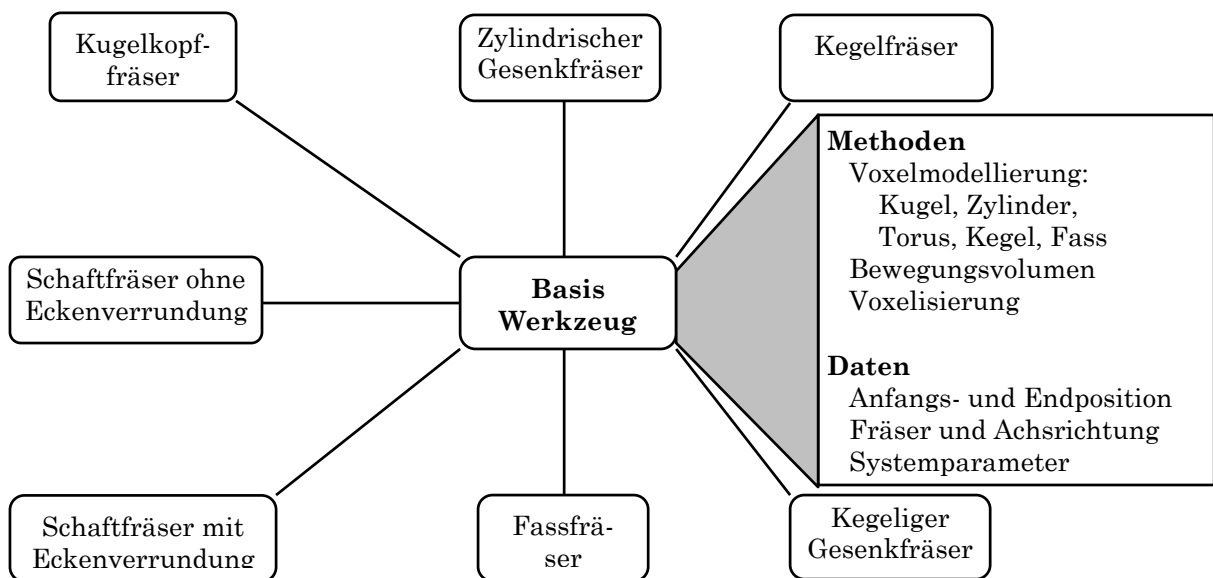 Kugelkopf-
fräser
Zylindrischer
Gesenkfräser
Kegelfräser
Methoden
Voxelmodellierung:
Kugel, Zylinder,
Torus, Kegel, Fass
Bewegungsvolumen
Voxelisierung
Daten
Anfangs- und Endposition
Fräser und Achsrichtung
Systemparameter
Schaftfräser ohne
Eckenverrundung
Basis
Werkzeug
Schaftfräser mit
Eckenverrundung
Fassfrä-
ser
Kegeliger
Gesenkfräser